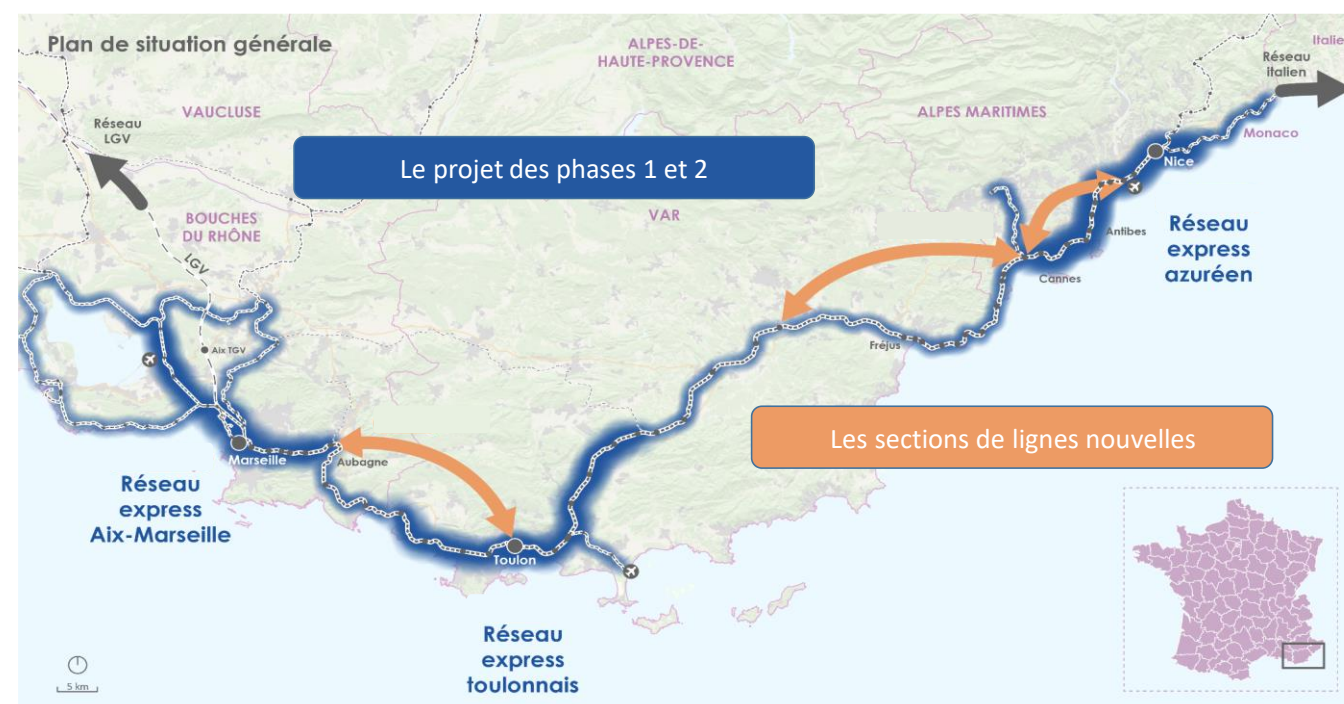 Plan de situation générale
ALPES-DE-
HAUTE-PROVENCE
Italie
Réseau
italien
VAUCLUSE
Réseau
LGV
ALPES MARITIMES
Monaco
Nice
Le projet des phases 1 et 2
BOUCHES
DU RHÔNE
VAR
LGV
Antibes
Réseau
express
azuréen
Cannes
Aix TGV
Fréjus
Les sections de lignes nouvelles
Marseille
Aubagne
Réseau
express
Aix-Marseille
Toulon
Réseau
express
toulonnais
5 km